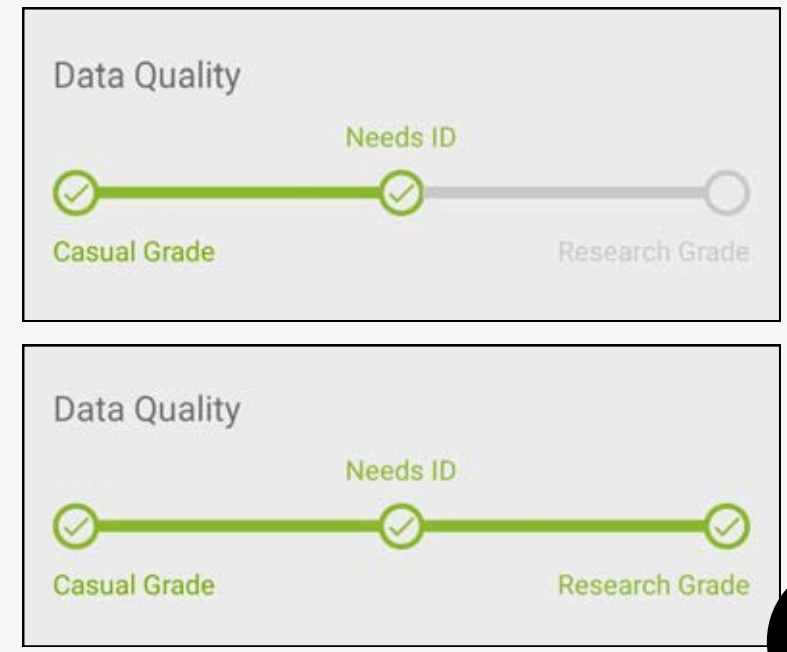 Data Quality
Needs ID
Casual Grade
Research Grade
Data Quality
Needs ID
Casual Grade
Research Grade